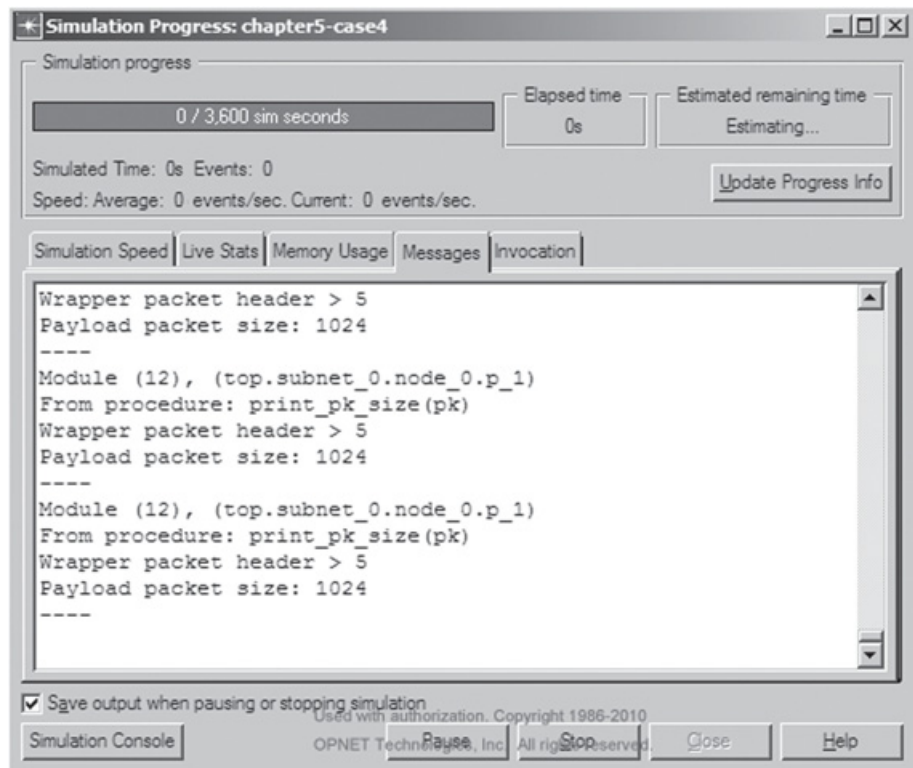 Simulation Progress: chapter5-case4
Simulation progress
0 / 3,600 sim seconds
Elapsed time
0s
Estimated remaining time
Estimating...
Simulated Time: 0s Events: 0
Speed: Average: 0 events/sec. Current: 0 events/sec.
Update Progress Info
Simulation Speed Live Stats Memory Usage Messages Invocation
Wrapper packet header > 5
Payload packet size: 1024
----
Module (12), (top.subnet_0.node_0.p_1)
From procedure: print_pk_size(pk)
Wrapper packet header > 5
Payload packet size: 1024
----
Module (12), (top.subnet_0.node_0.p_1)
From procedure: print_pk_size(pk)
Wrapper packet header > 5
Payload packet size: 1024
----
Save output when pausing or stopping simulation
Used with authorization. Copyright 1986-2010
OPNET Technologies, Inc. All rights reserved.
Simulation Console Pause Stop Close Help